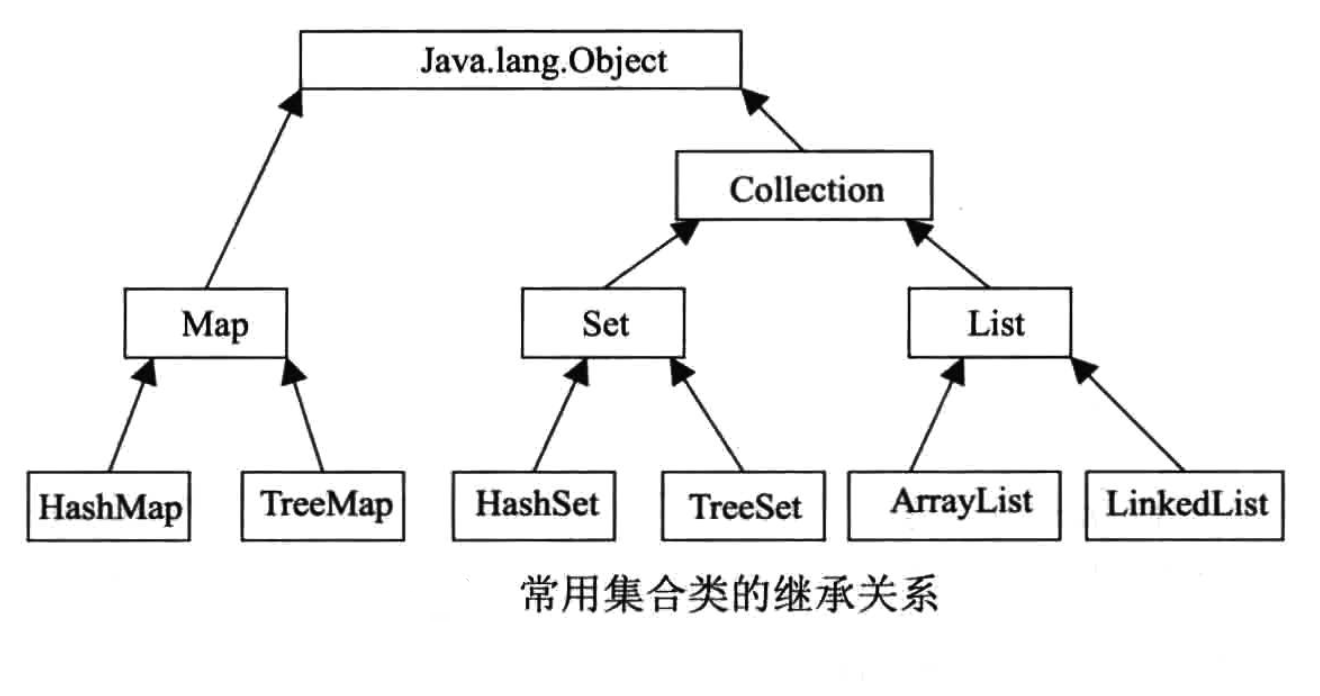 Java.lang.Object
Collection
Map
Set
List
HashMap
TreeMap
HashSet
TreeSet
ArrayList
LinkedList
常用集合类的继承关系